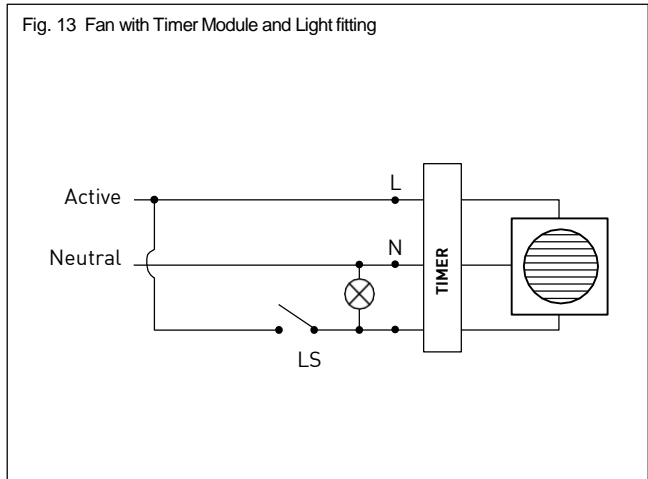 Fig. 13 Fan with Timer Module and Light fitting
L
Active
N
Neutral
TIMER
LS